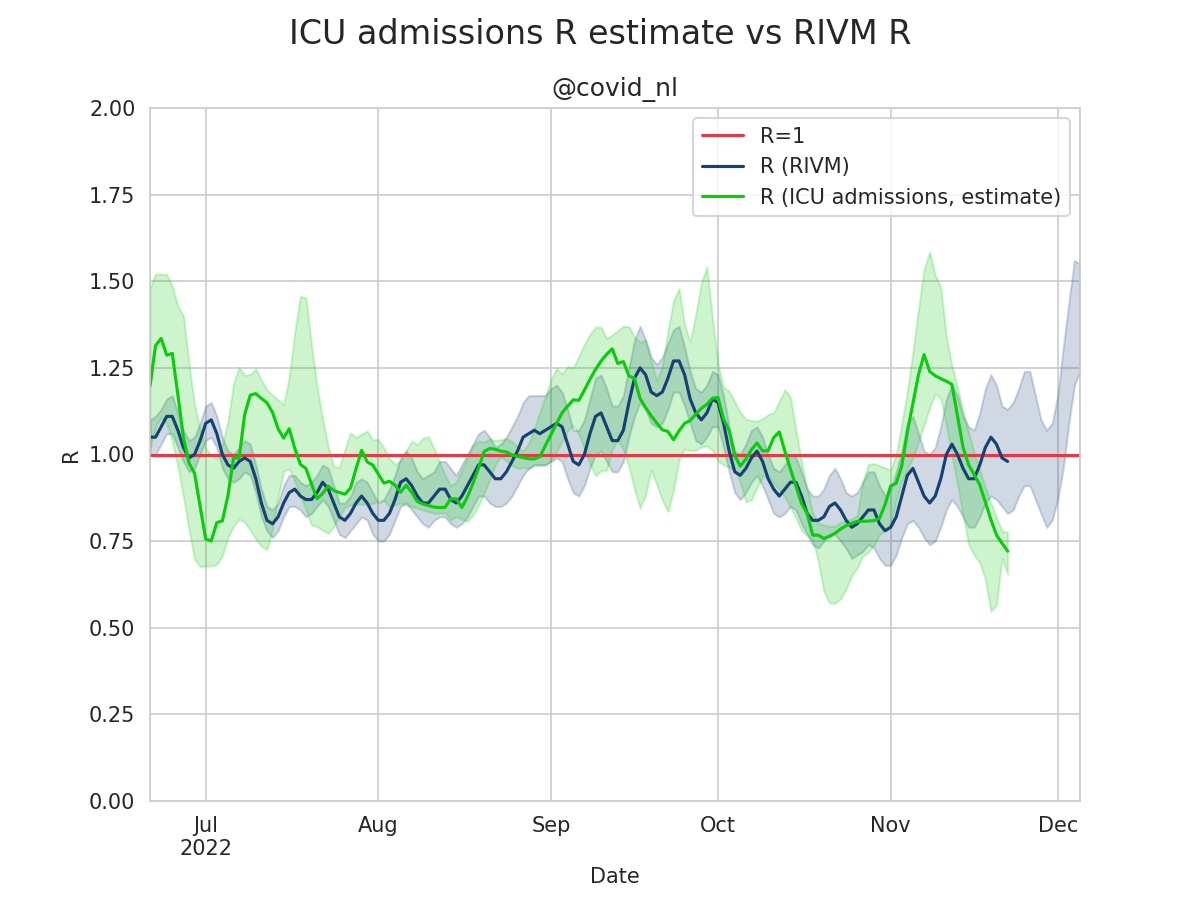 ICU admissions R estimate vs RIVM R
@covid_nl
R=1
R (RIVM)
R (ICU admissions, estimate)
2.00
1.75
1.50
1.25
1.00
0.75
0.50
0.25
0.00
R
Jul
2022
Aug
Sep
Oct
Nov
Dec
Date